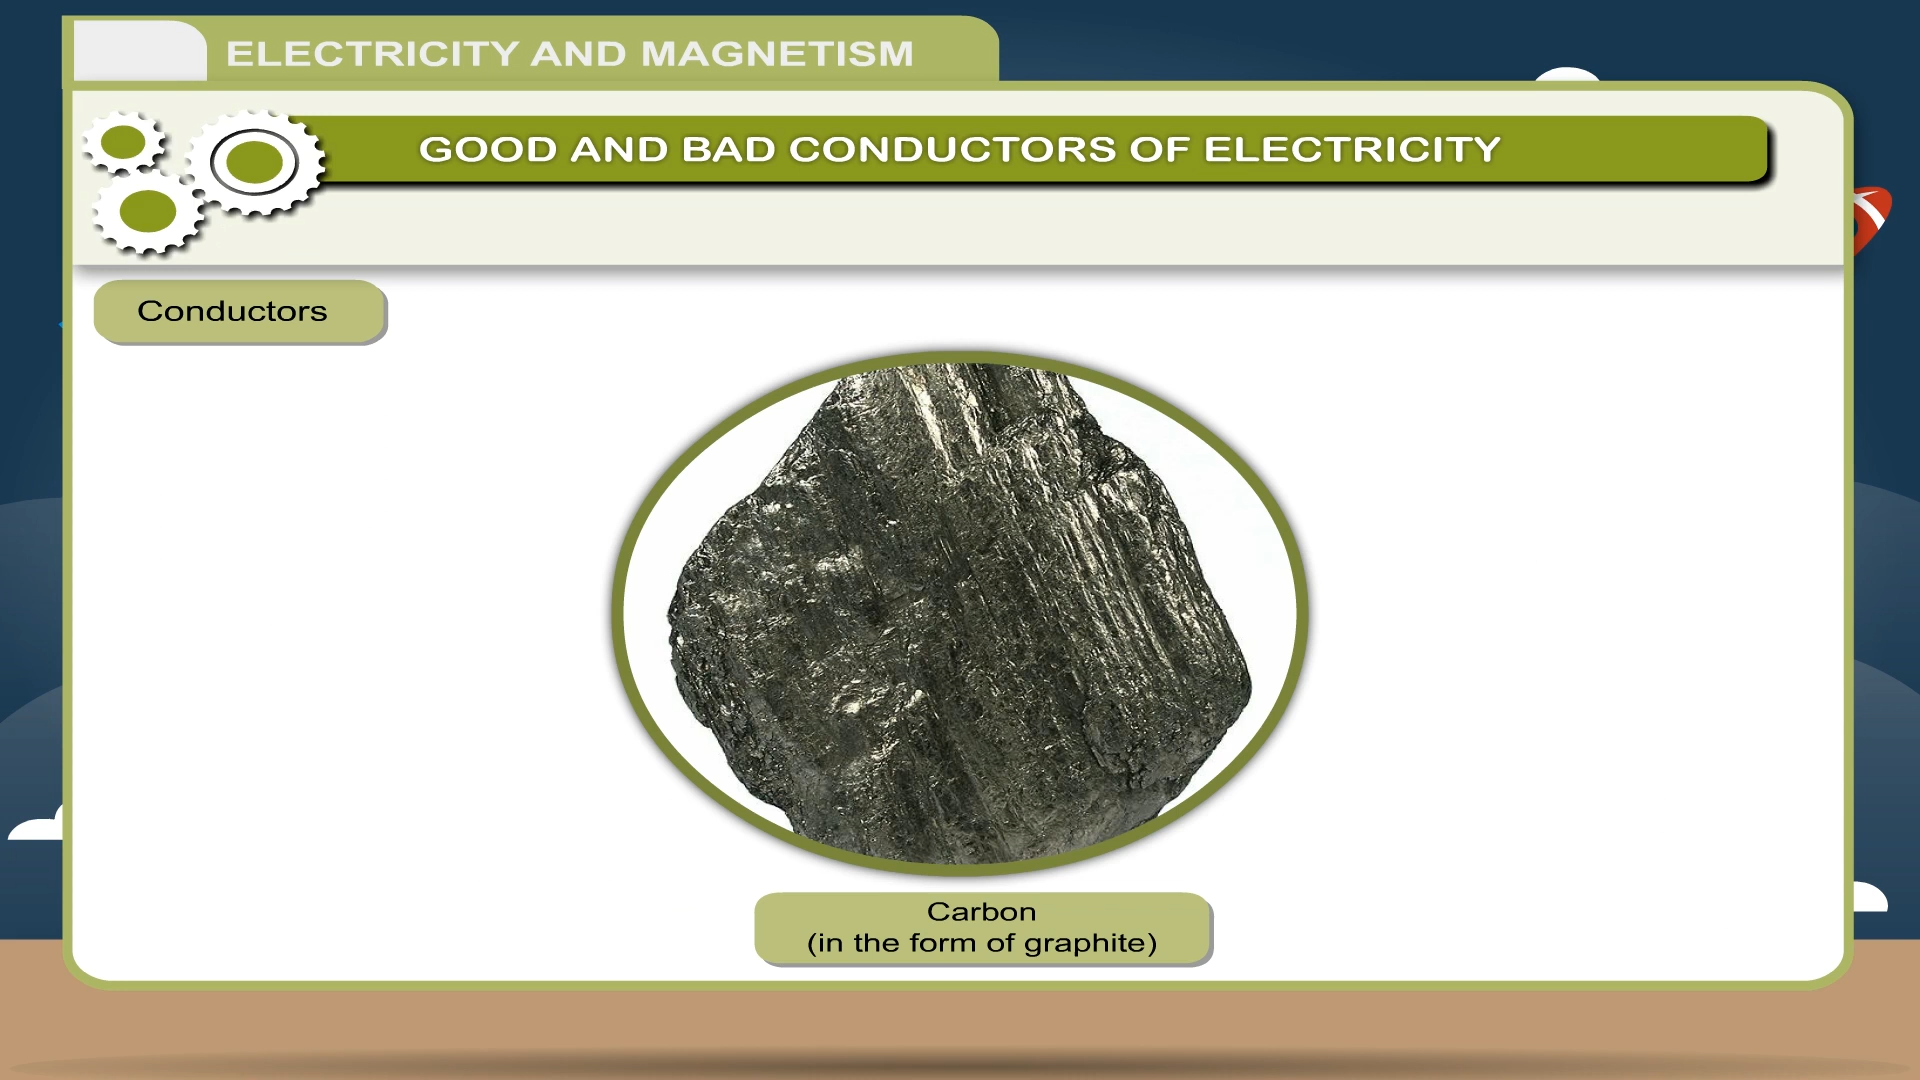 ELECTRICITY AND MAGNETISM
GOOD AND BAD CONDUCTORS OF ELECTRICITY
Conductors
Carbon
(in the form of graphite)